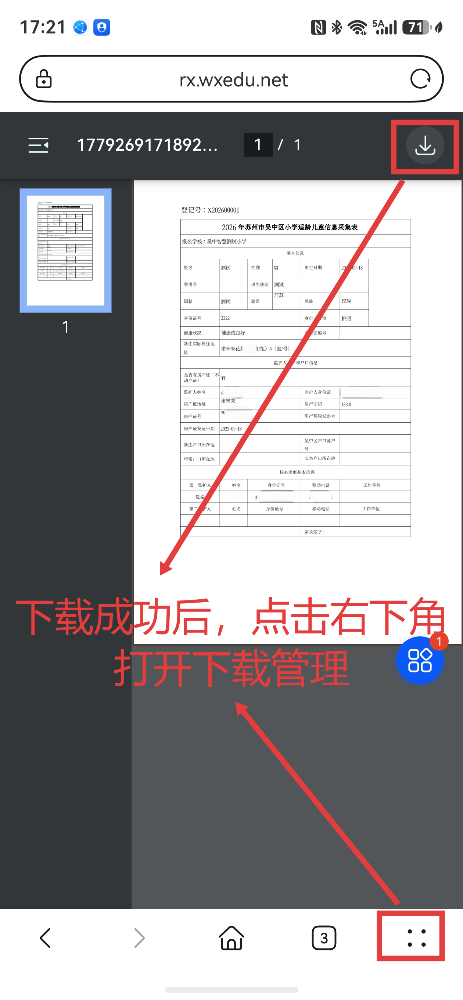 17:21
5A
71
rx.wxedu.net
1779269171892... 1 / 1
1
登记号：X202600001
2026 年苏州市吴中区小学适龄儿童信息采集表
报名学校：吴中智慧测试小学
基本信息
姓名 测试 性别 男 出生日期 09-18
曾用名 出生地址 测试
国籍 测试 籍贯 江苏 民族 汉族
身份证号 2222 身份 型 护照
健康状况 健康或良好 证编号
新生实际居住地
址
珺未来花 /组）6（室/号）
监护人 和户口信息
是否有房产证（不
动产证）
有
监护人姓名 监护人身份证
房产证地址 珺未来 房产面积 133.0
房产证号 20 房产契税发票号
房产证发证日期 2023-09-18
新生户口所在地 吴中区户口簿户
号
母亲户口所在地 父亲户口所在地
核心家庭基本信息
第一监护人 姓名 身份证号 移动电话 工作单位
母亲 3
第二 护人 姓名 身份证号 移动电话 工作单位
家长签字：
下载成功后，点击右下角
打开下载管理
1
3